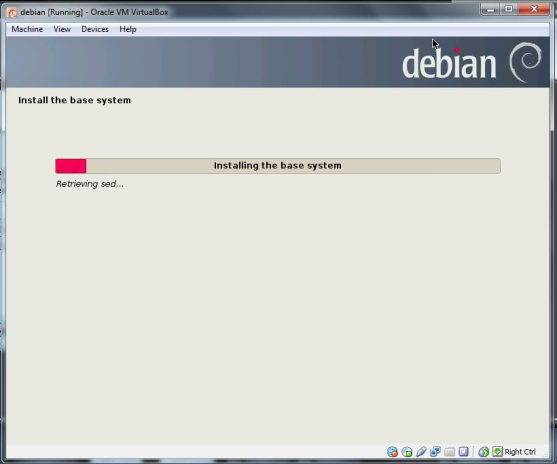 debian [Running] - Oracle VM VirtualBox
Machine View Devices Help
debian
Install the base system
Installing the base system
Retrieving sed...
Right Ctrl